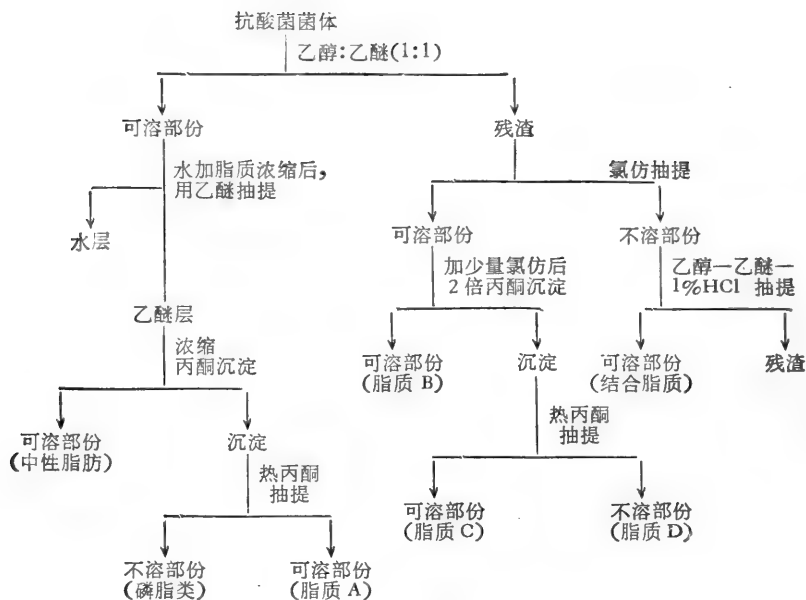 抗酸菌菌体
乙醇:乙醚(1:1)
可溶部份
残渣
水加脂质浓缩后，
用乙醚抽提
氯仿抽提
水层
可溶部份
不溶部份
加少量氯仿后
2倍丙酮沉淀
乙醇—乙醚—
1%HCl 抽提
乙醚层
浓缩
丙酮沉淀
可溶部份
(脂质 B)
沉淀
可溶部份
(结合脂质)
残渣
热丙酮
抽提
可溶部份
(中性脂肪)
沉淀
热丙酮
抽提
可溶部份
(脂质C)
不溶部份
(脂质D)
不溶部份
(磷脂类)
可溶部份
(脂质 A)